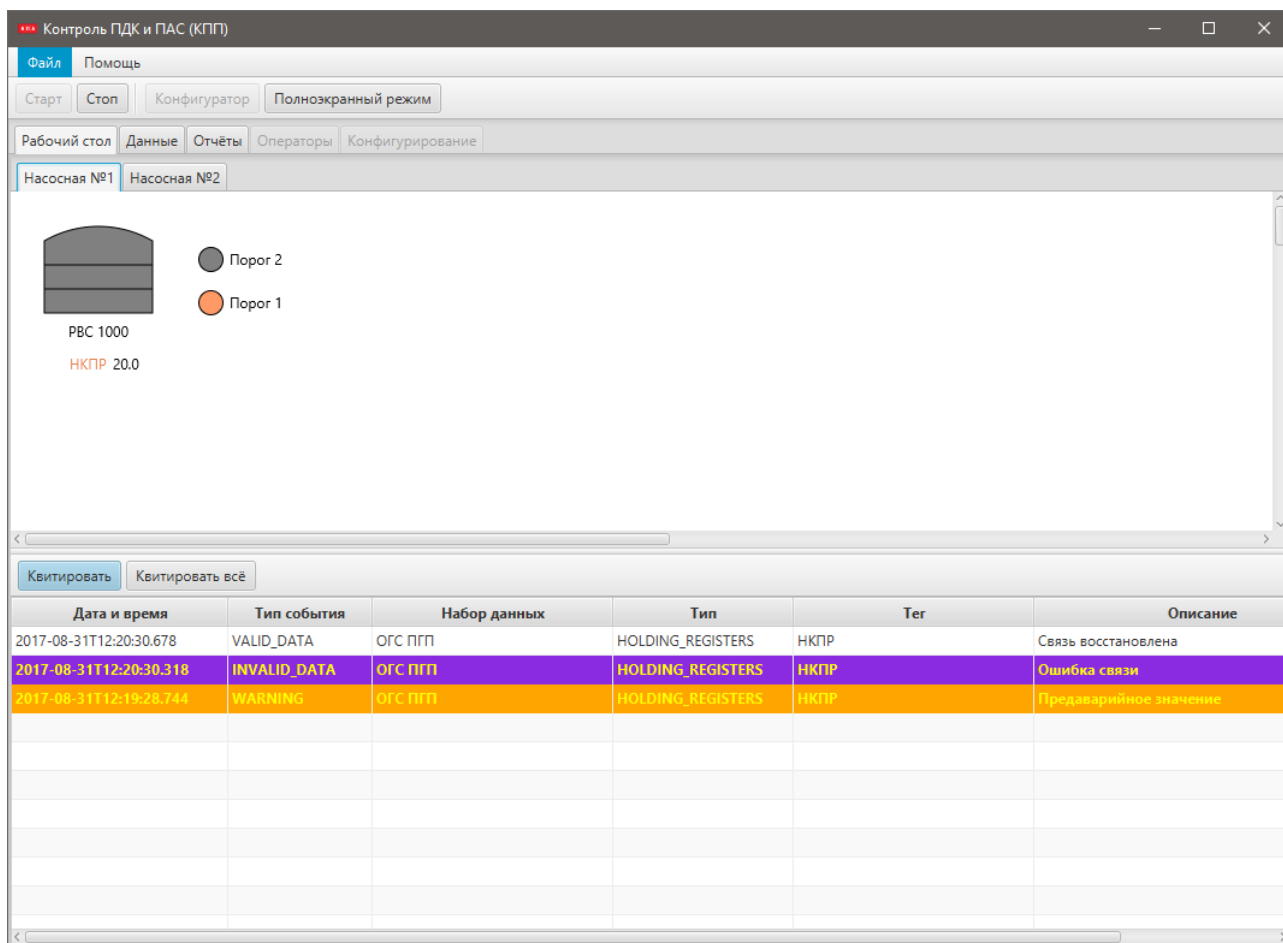 Контроль ПДК и ПАС (КПП)
Файл Помощь
Старт Стоп Конфигуратор Полноэкранный режим
Рабочий стол Данные Отчёты Операторы Конфигурирование
Насосная №1 Насосная №2
Порог 2
Порог 1
РВС 1000
НКПР 20.0
Квитировать Квитировать всё
Дата и время Тип события Набор данных Тип Тег Описание
2017-08-31T12:20:30.678 VALID_DATA ОГС ПГП HOLDING_REGISTERS НКПР Связь восстановлена
2017-08-31T12:20:30.318 INVALID_DATA ОГС ПГП HOLDING_REGISTERS НКПР Ошибка связи
2017-08-31T12:19:28.744 WARNING ОГС ПГП HOLDING_REGISTERS НКПР Предаварийное значение